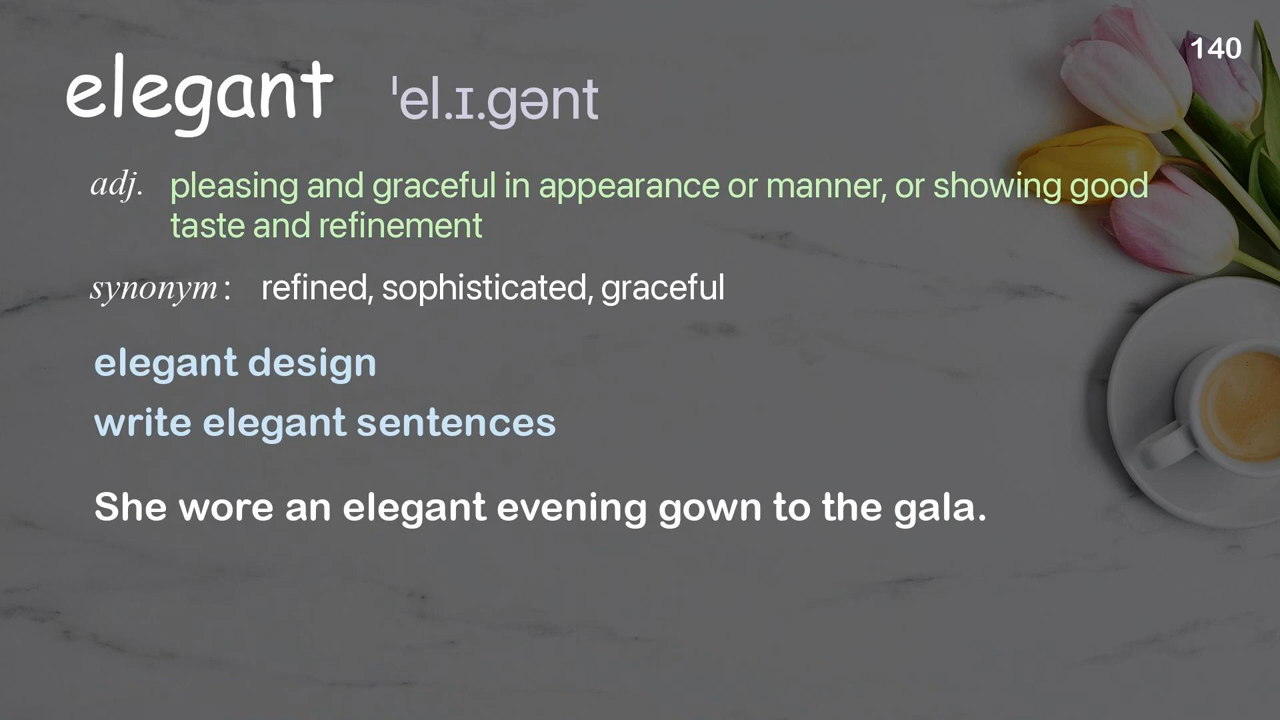 140
elegant ˈel.ɪ.ɡənt
adj. pleasing and graceful in appearance or manner, or showing good
taste and refinement
synonym: refined, sophisticated, graceful
elegant design
write elegant sentences
She wore an elegant evening gown to the gala.